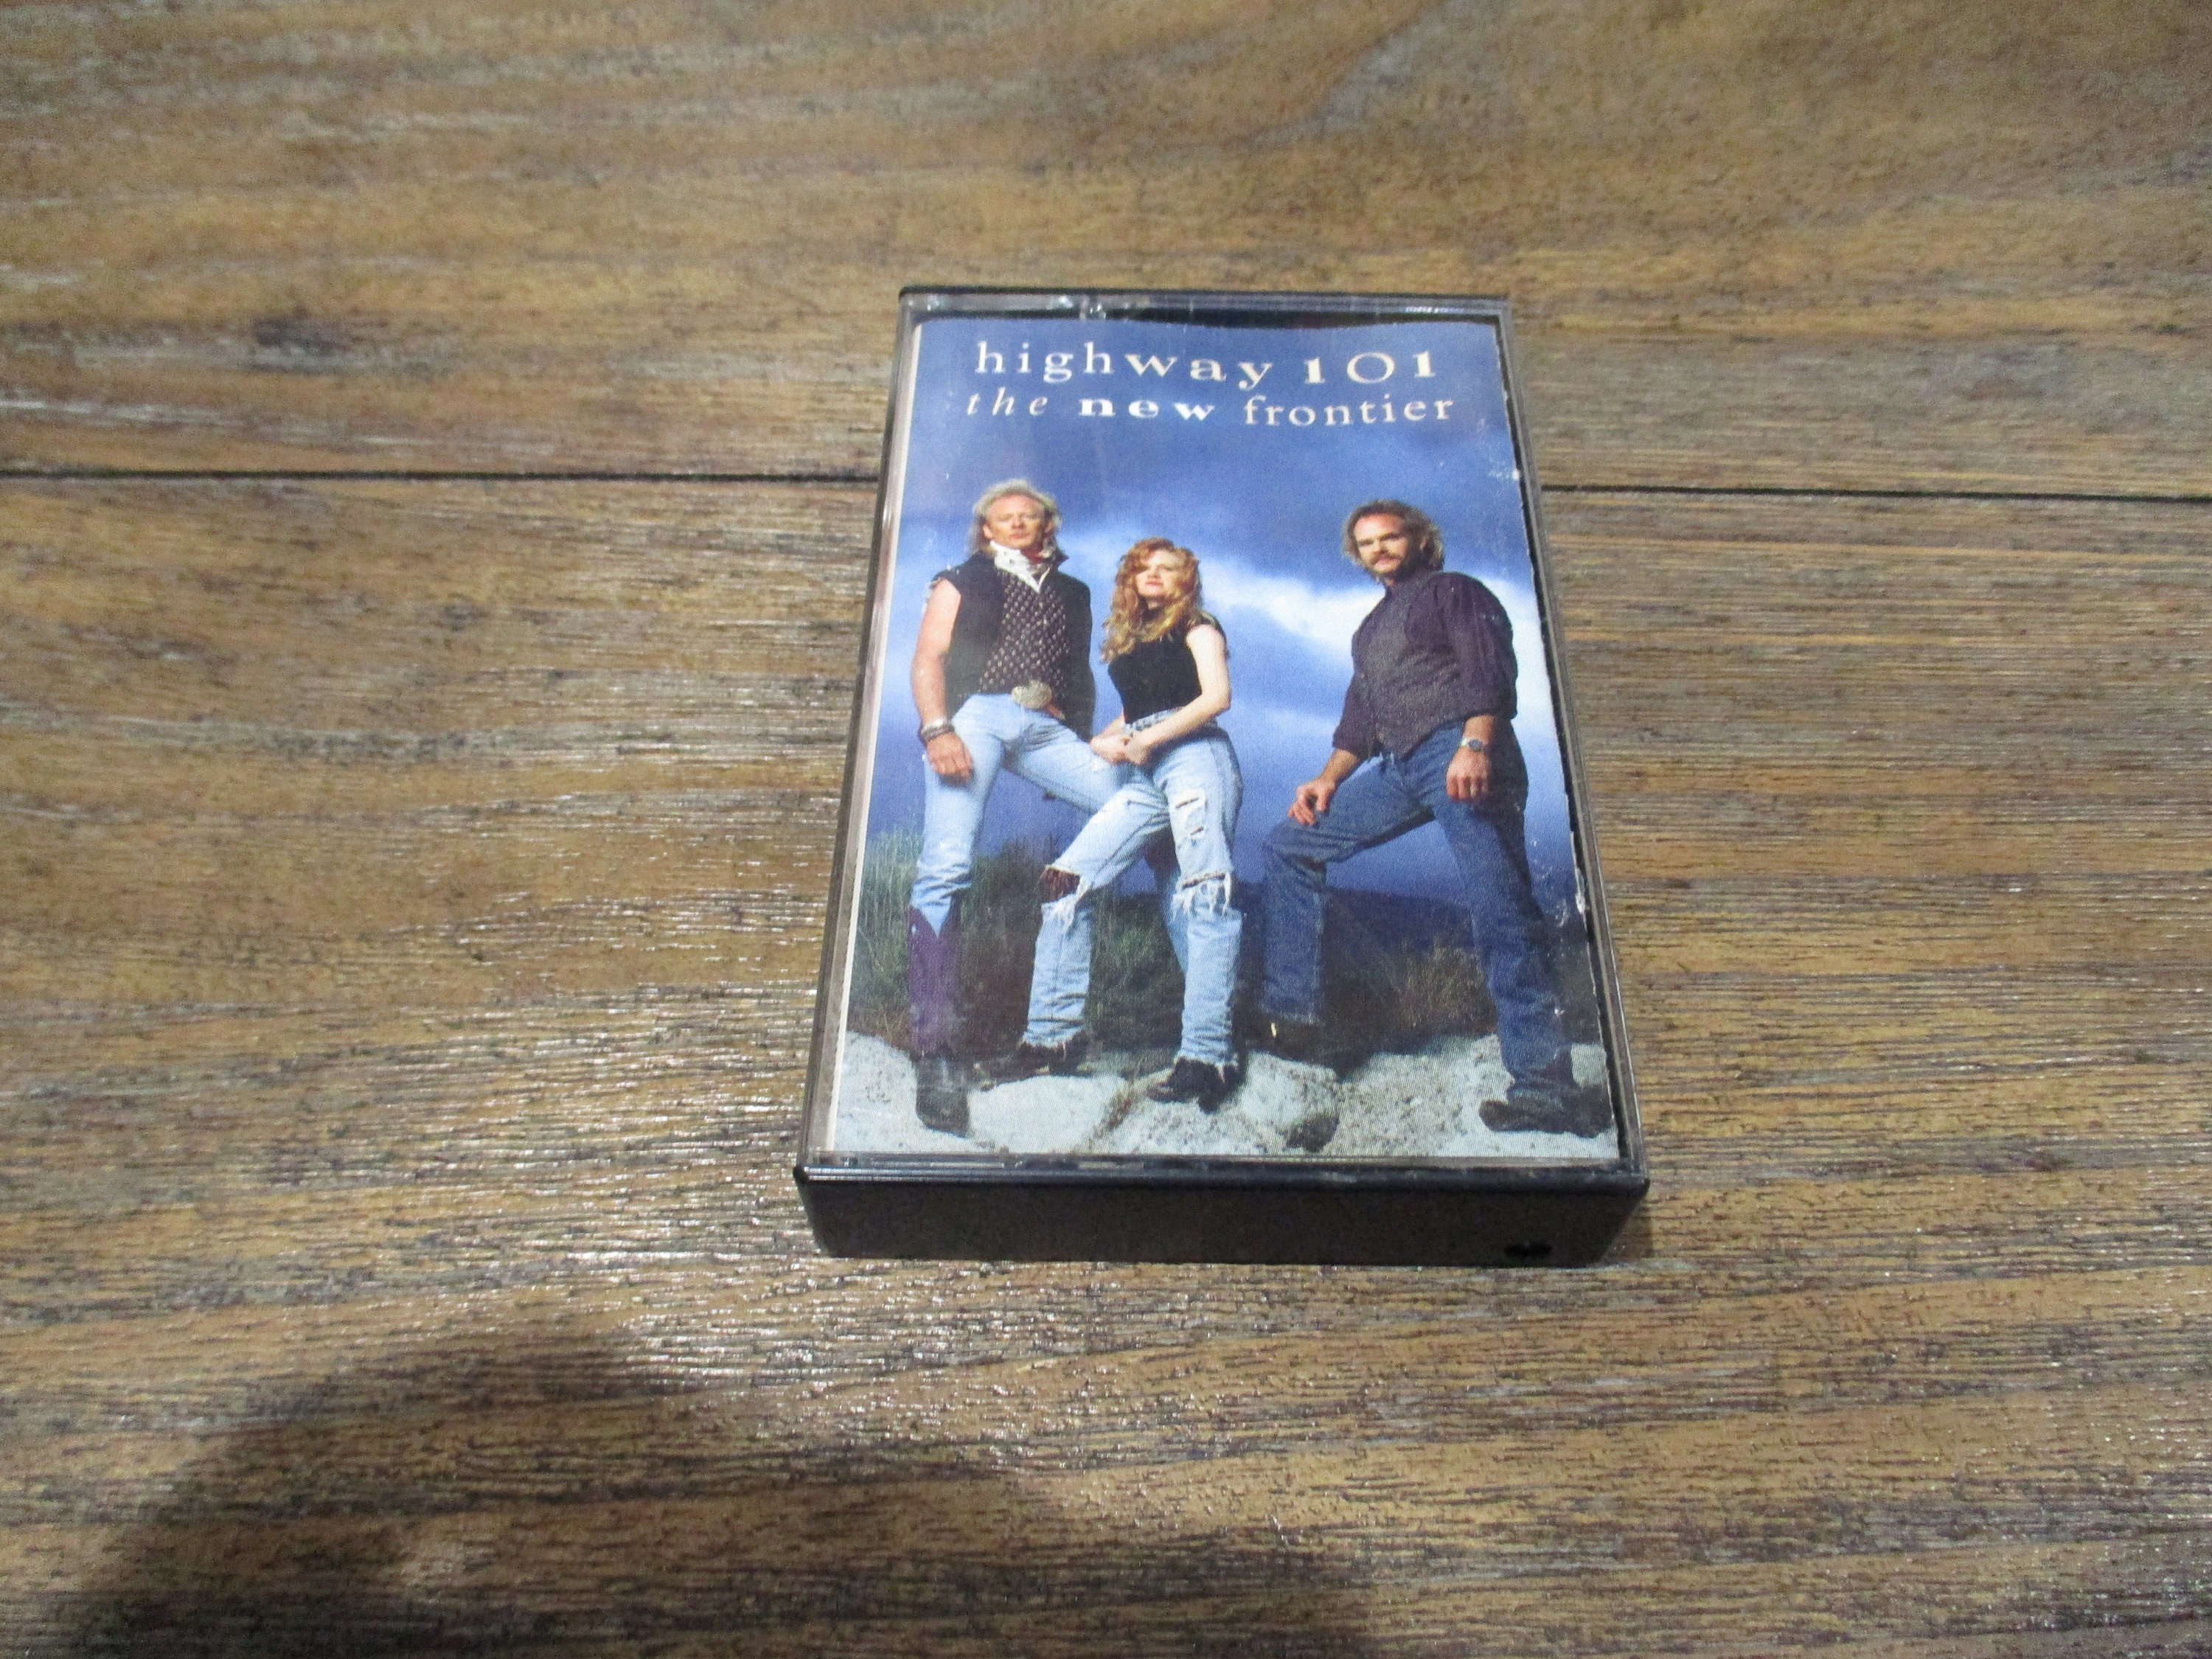 highway 101
the new frontier